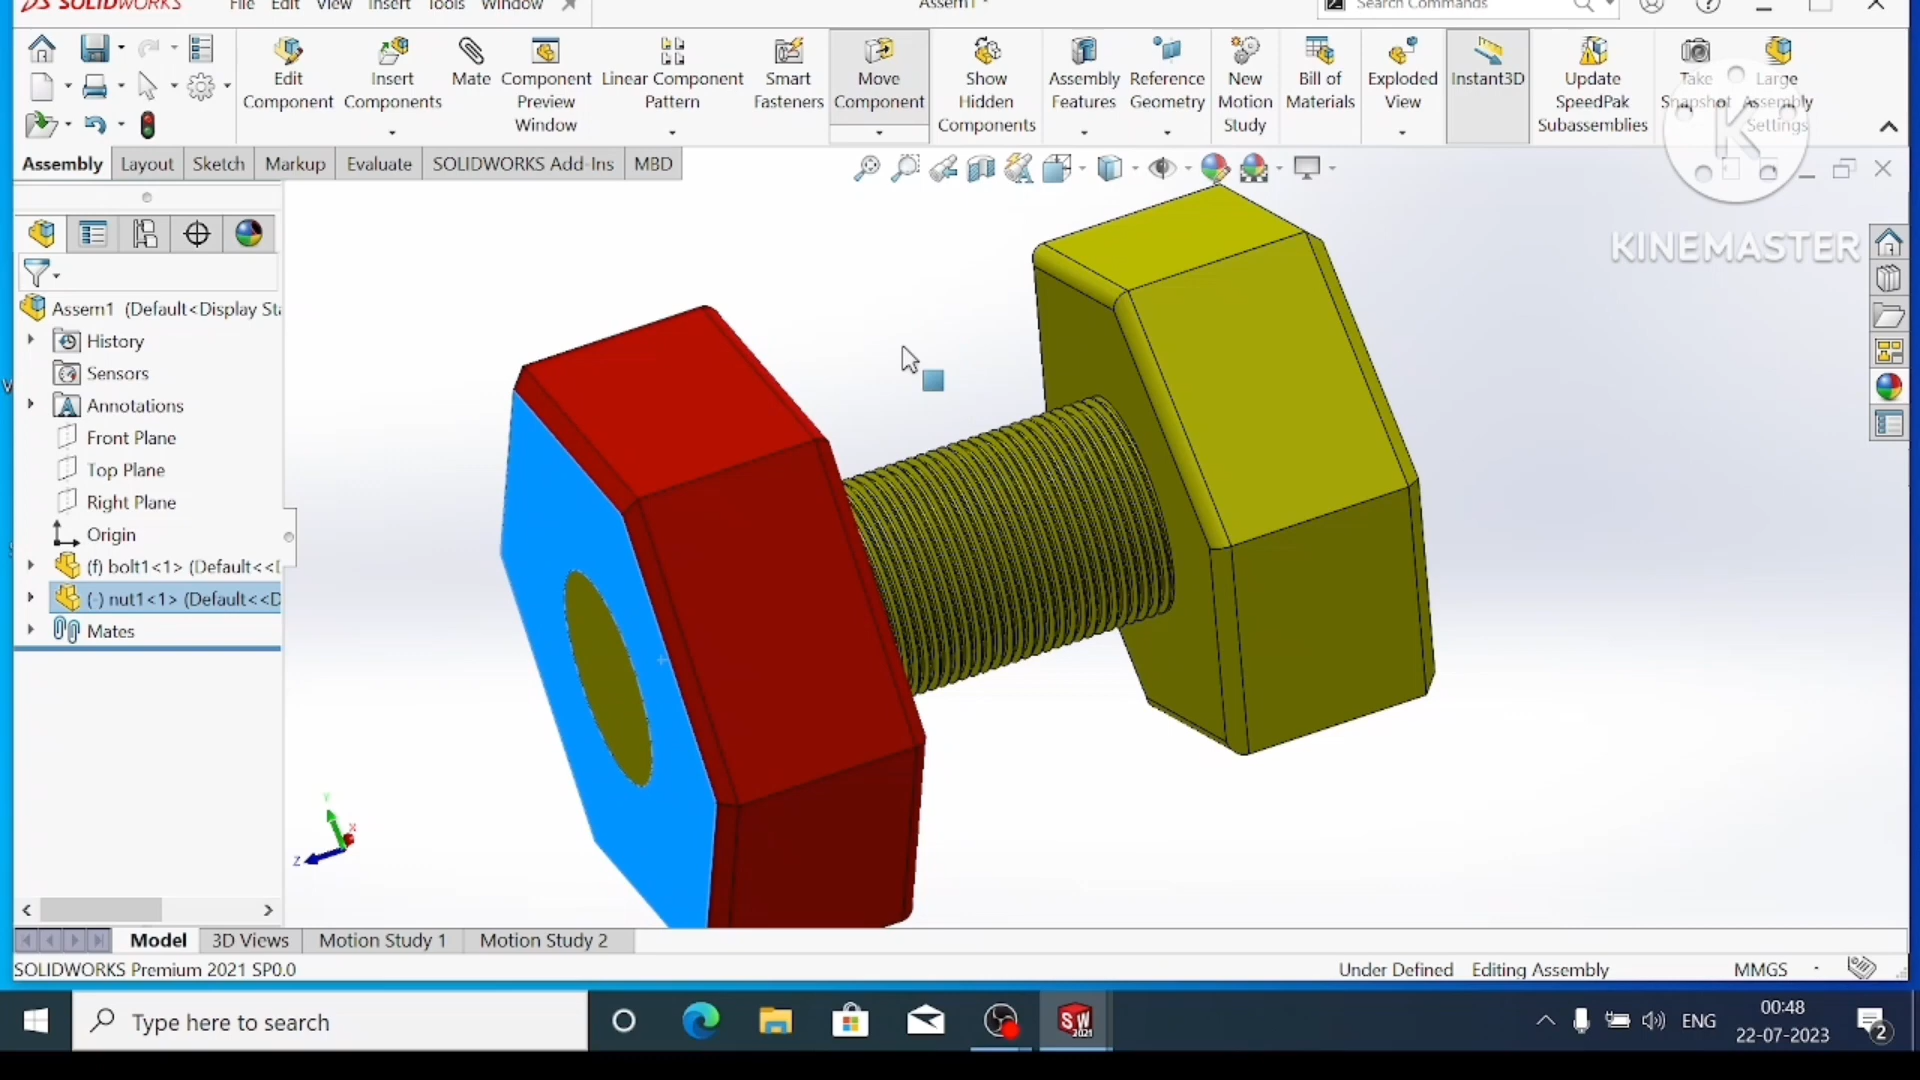 SOLIDWORKS File Edit View Insert Tools Window Assem1 * Search Commands
Edit Component
Insert Components
Mate
Component Preview Window
Linear Component Pattern
Smart Fasteners
Move Component
Show Hidden Components
Assembly Features
Reference Geometry
New Motion Study
Bill of Materials
Exploded View
Instant3D
Update SpeedPak Subassemblies
Take Snapshot
Large Assembly Settings
Assembly Layout Sketch Markup Evaluate SOLIDWORKS Add-Ins MBD
K
KINEMASTER
Assem1 (Default<Display Sta
History
Sensors
A Annotations
Front Plane
Top Plane
Right Plane
Origin
(f) bolt1<1> (Default<<D
(-) nut1<1> (Default<<D
Mates
Y
X
Z
Model 3D Views Motion Study 1 Motion Study 2
SOLIDWORKS Premium 2021 SP0.0 Under Defined Editing Assembly MMGS
Type here to search
SW 2021
ENG
00:48
22-07-2023
2